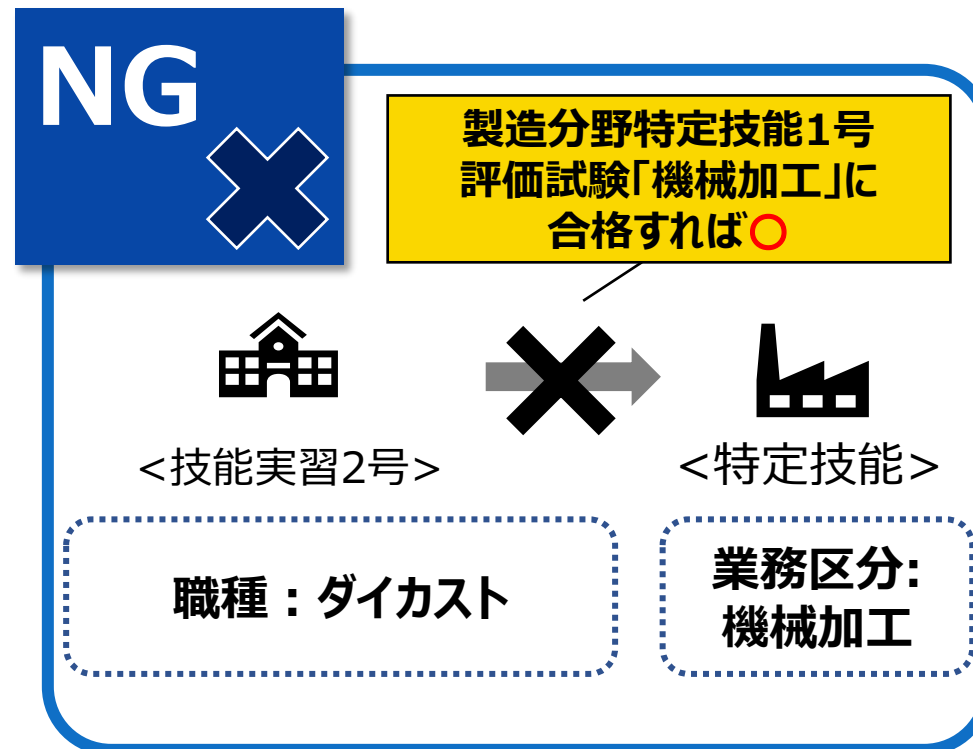 NG
製造分野特定技能1号
評価試験「機械加工」に
合格すれば〇
<技能実習2号>
<特定技能>
職種：ダイカスト
業務区分:
機械加工